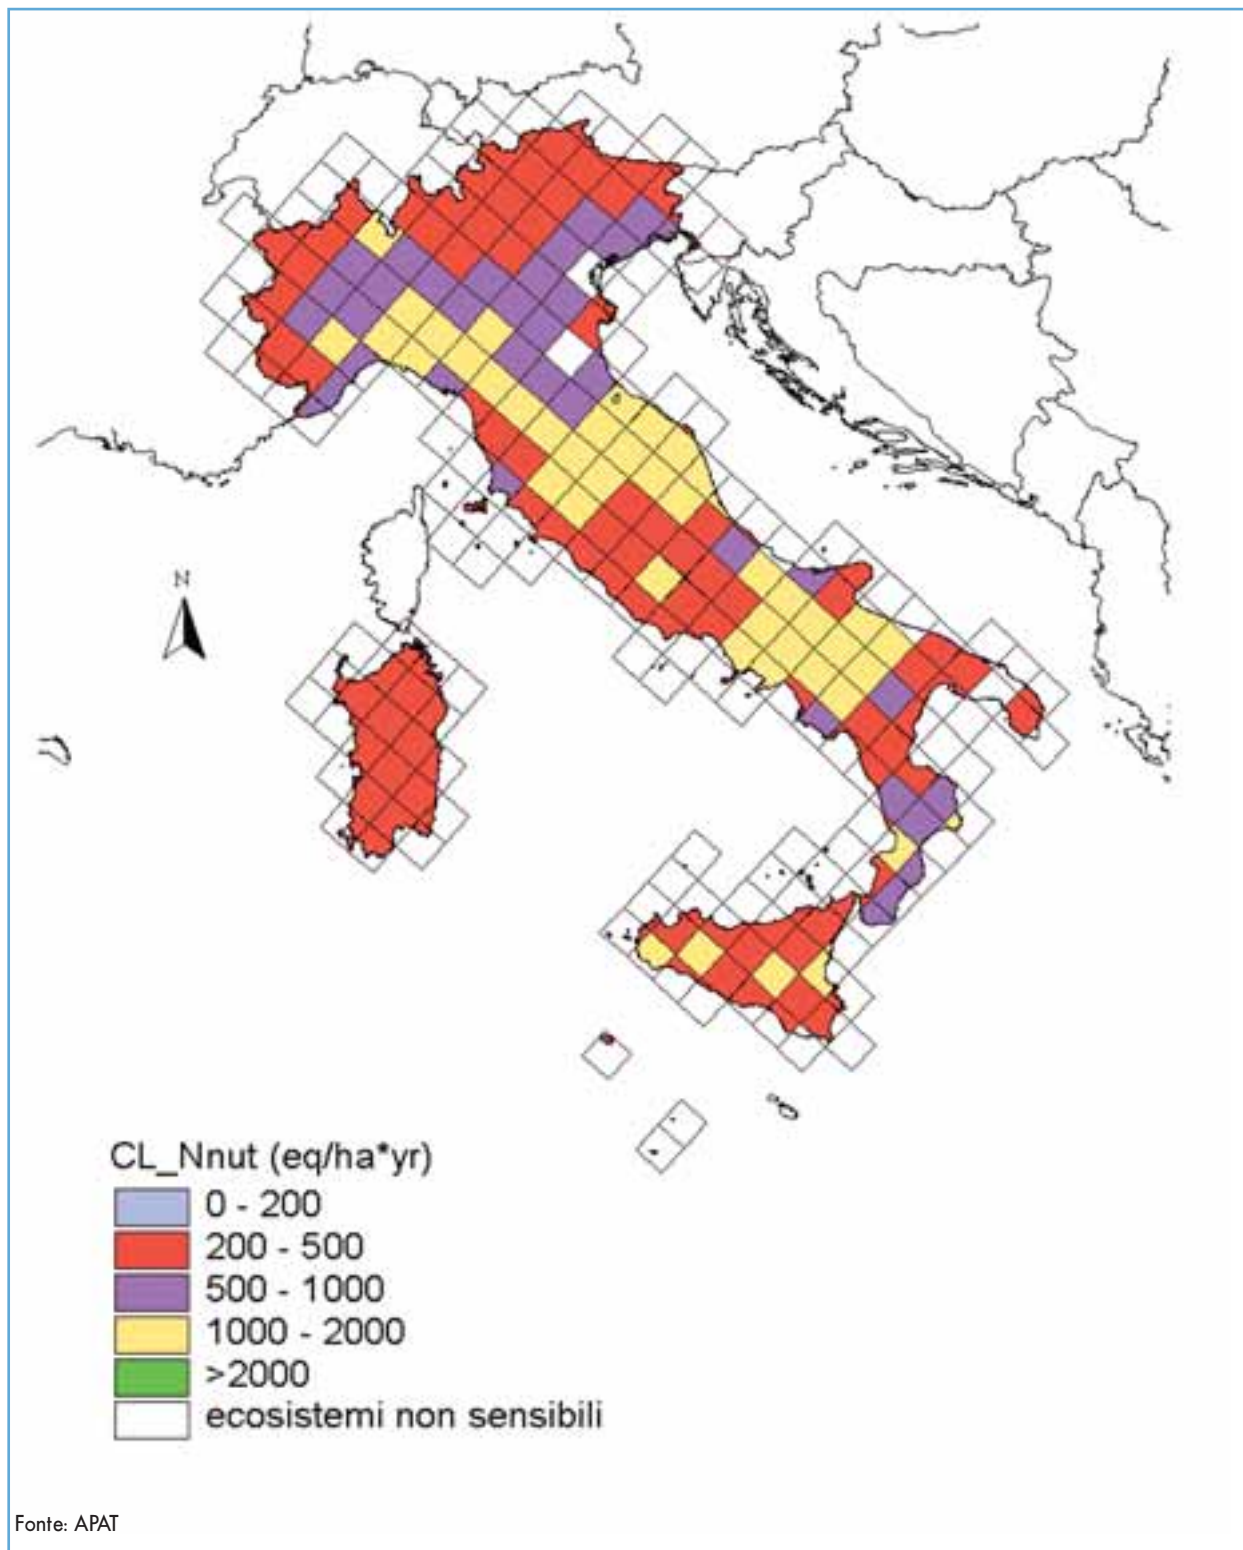 N
CL_Nnut (eq/ha*yr)
0 - 200
200 - 500
500 - 1000
1000 - 2000
>2000
ecosistemi non sensibili
Fonte: APAT